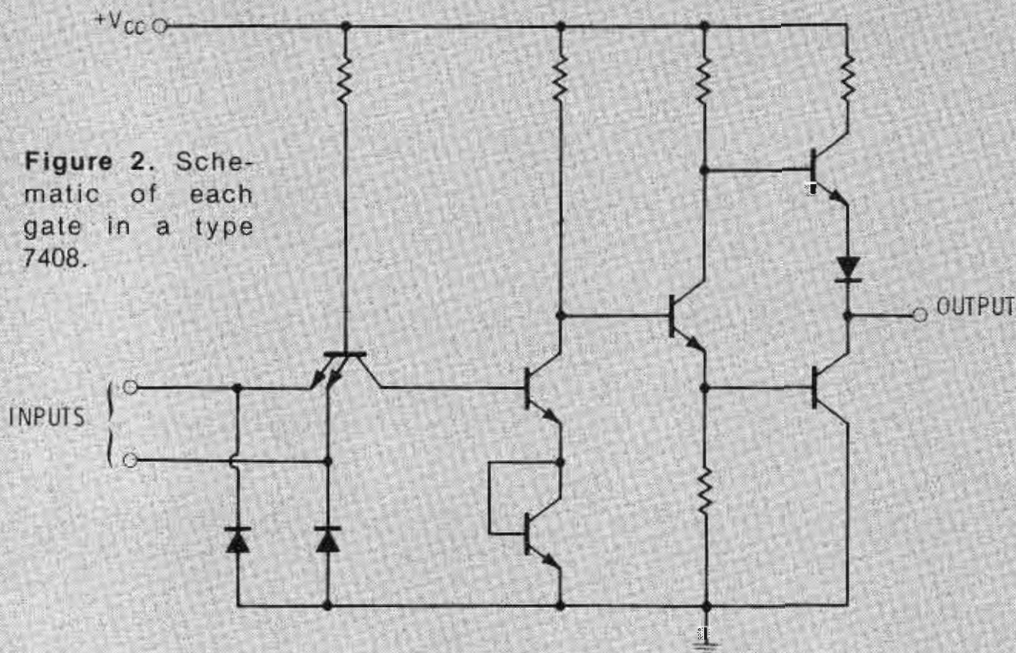 +VCC
Figure 2. Sche-
matic of each
gate in a type
7408.
OUTPUT
INPUTS